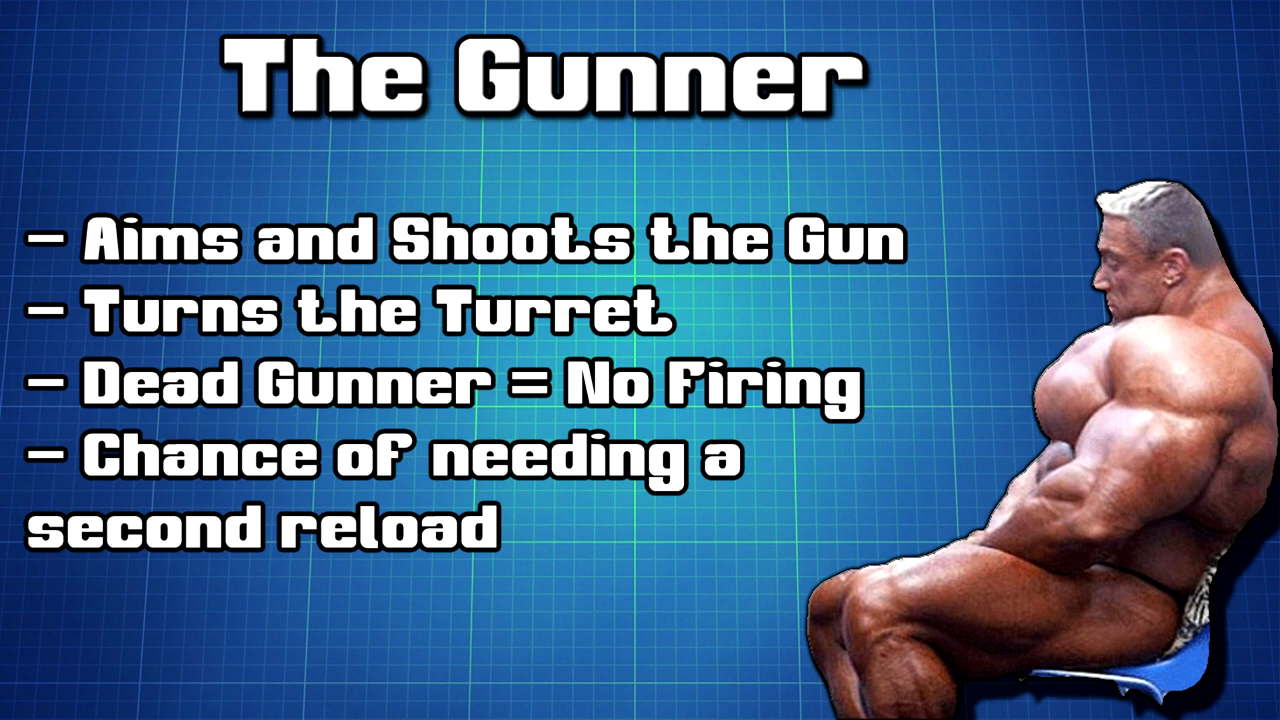 The Gunner
- Aims and Shoots the Gun
- Turns the Turret
- Dead Gunner = No Firing
- Chance of needing a
second reload